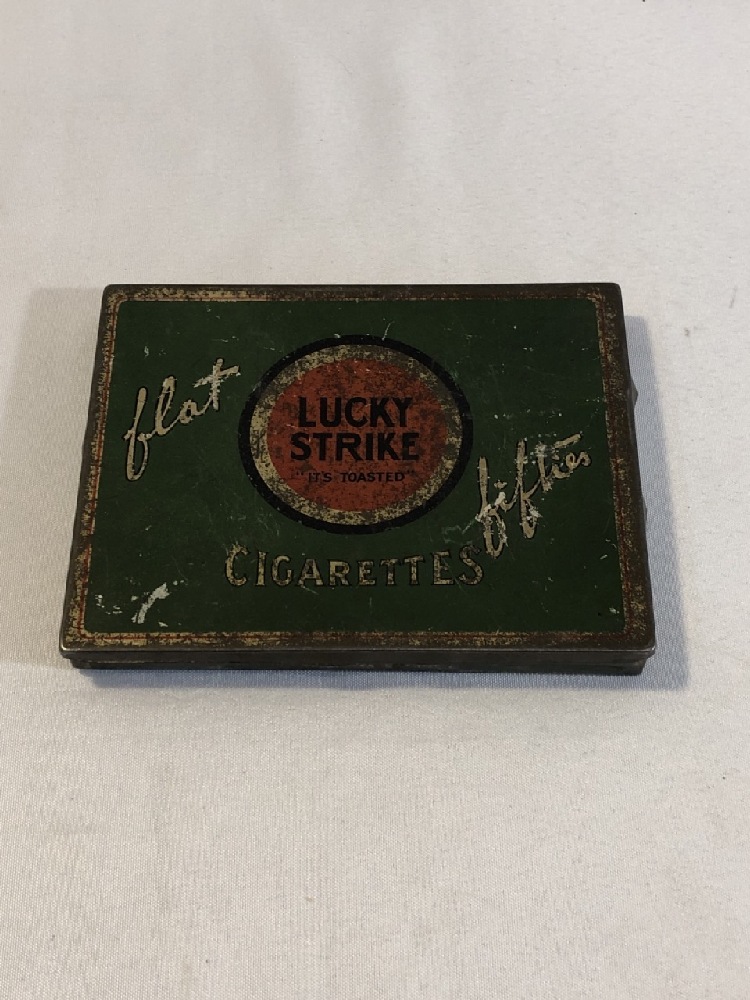 flat
LUCKY
STRIKE
"IT'S TOASTED"
fifties
CIGARETTES